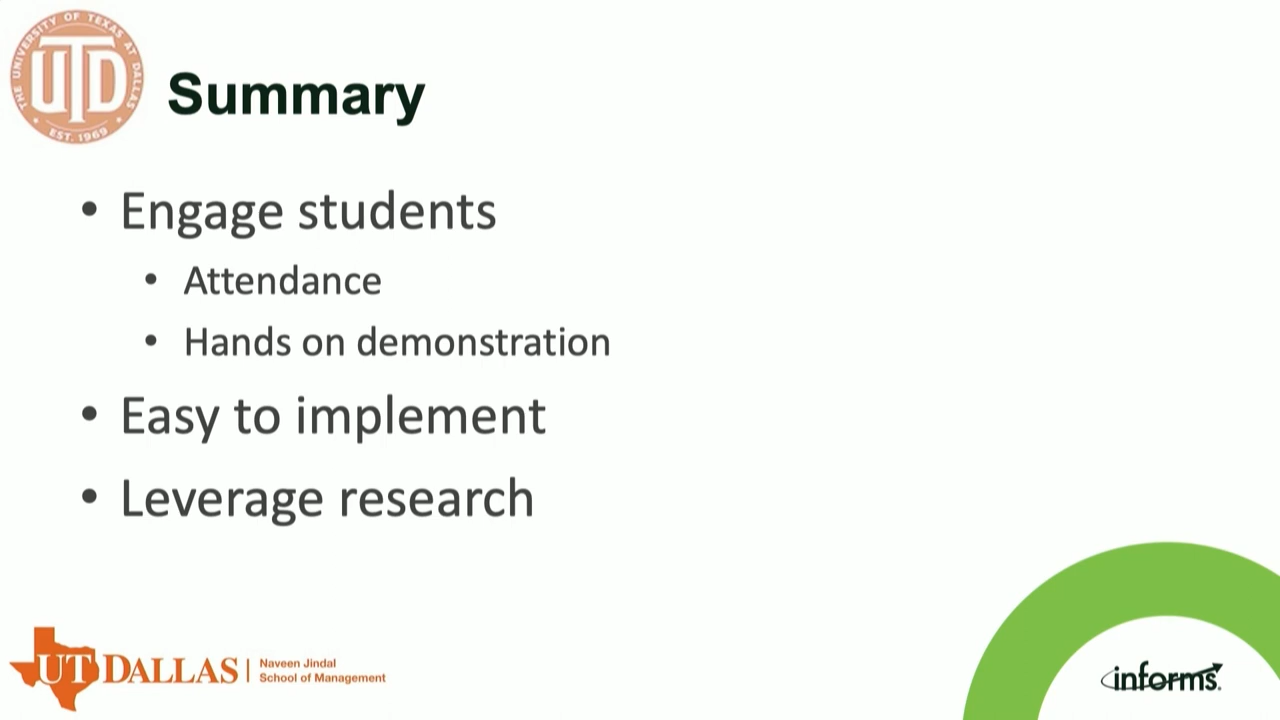 THE UNIVERSITY OF TEXAS AT DALLAS
UTD
EST. 1969
Summary
• Engage students
• Attendance
• Hands on demonstration
• Easy to implement
• Leverage research
UT DALLAS | Naveen Jindal
School of Management
informs.